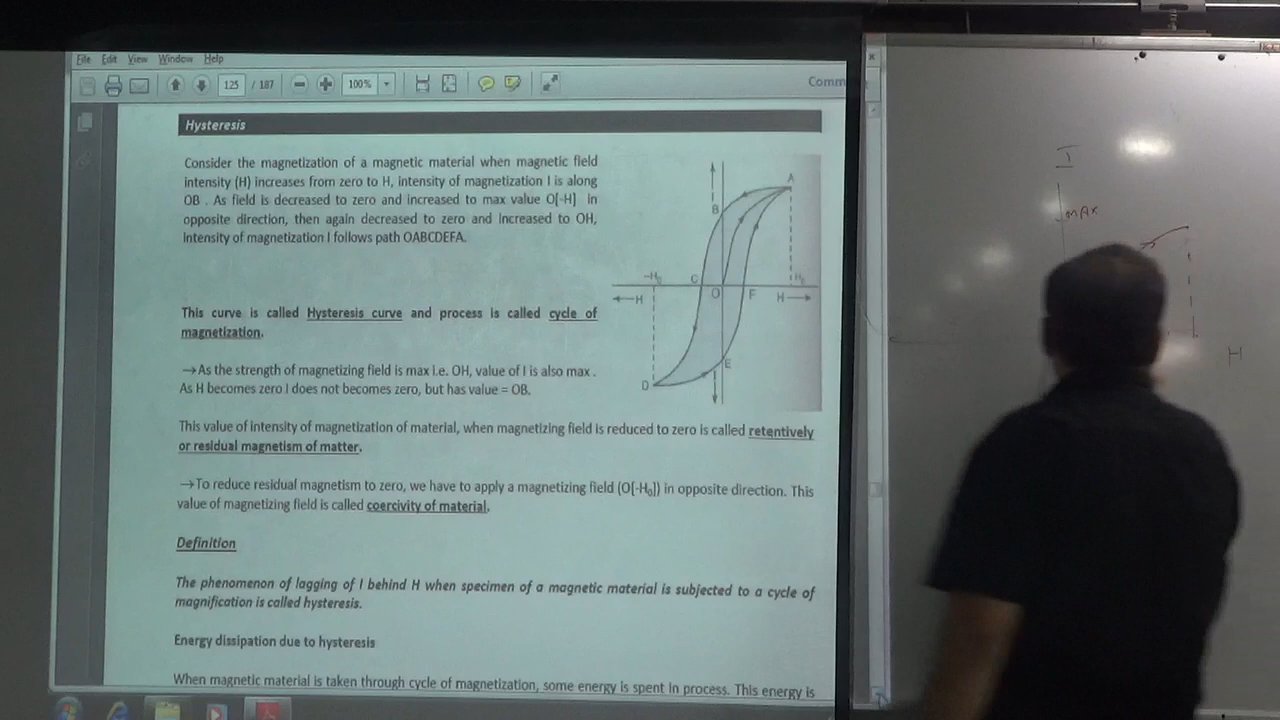 File Edit View Window Help
125 / 187 100% Comm
Hysteresis
Consider the magnetization of a magnetic material when magnetic field
intensity (H) increases from zero to H, intensity of magnetization I is along
OB . As field is decreased to zero and increased to max value O[-H] in
opposite direction, then again decreased to zero and increased to OH,
Intensity of magnetization I follows path OABCDEFA.
A
B
-H₀ C H₀
←H O F H→
E
D
This curve is called Hysteresis curve and process is called cycle of
magnetization.
→As the strength of magnetizing field is max i.e. OH, value of I is also max .
As H becomes zero I does not becomes zero, but has value = OB.
This value of intensity of magnetization of material, when magnetizing field is reduced to zero is called retentively
or residual magnetism of matter.
→To reduce residual magnetism to zero, we have to apply a magnetizing field (O[-H₀]) in opposite direction. This
value of magnetizing field is called coercivity of material.
Definition
The phenomenon of lagging of I behind H when specimen of a magnetic material is subjected to a cycle of
magnification is called hysteresis.
Energy dissipation due to hysteresis
When magnetic material is taken through cycle of magnetization, some energy is spent in process. This energy is
I
max
H